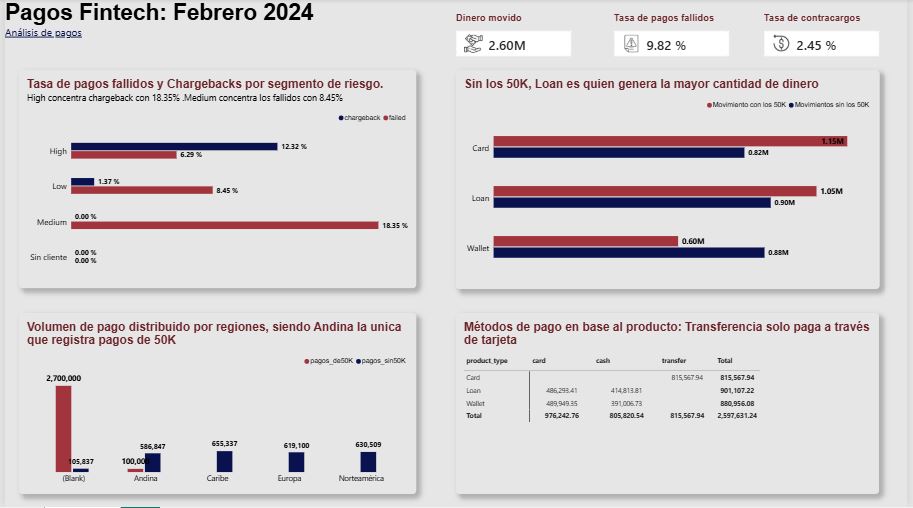 Pagos Fintech: Febrero 2024
Análisis de pagos
Dinero movido
2.60M
Tasa de pagos fallidos
9.82 %
Tasa de contracargos
2.45 %
Tasa de pagos fallidos y Chargebacks por segmento de riesgo.
High concentra chargeback con 18.35% .Medium concentra los fallidos con 8.45%
chargeback failed
High
12.32 %
6.29 %
Low
1.37 %
8.45 %
Medium
0.00 %
18.35 %
Sin cliente
0.00 %
0.00 %
Sin los 50K, Loan es quien genera la mayor cantidad de dinero
Movimiento con los 50K Movimientos sin los 50K
Card
1.15M
0.82M
Loan
1.05M
0.90M
Wallet
0.60M
0.88M
Volumen de pago distribuido por regiones, siendo Andina la unica
que registra pagos de 50K
pagos_de50K pagos_sin50K
2,700,000
105,837
100,000
586,847
655,337
619,100
630,509
(Blank) Andina Caribe Europa Norteamérica
Métodos de pago en base al producto: Transferencia solo paga a través
de tarjeta
product_type card cash transfer Total
Card 815,567.94 815,567.94
Loan 486,293.41 414,813.81 901,107.22
Wallet 489,949.35 391,006.73 880,956.08
Total 976,242.76 805,820.54 815,567.94 2,597,631.24